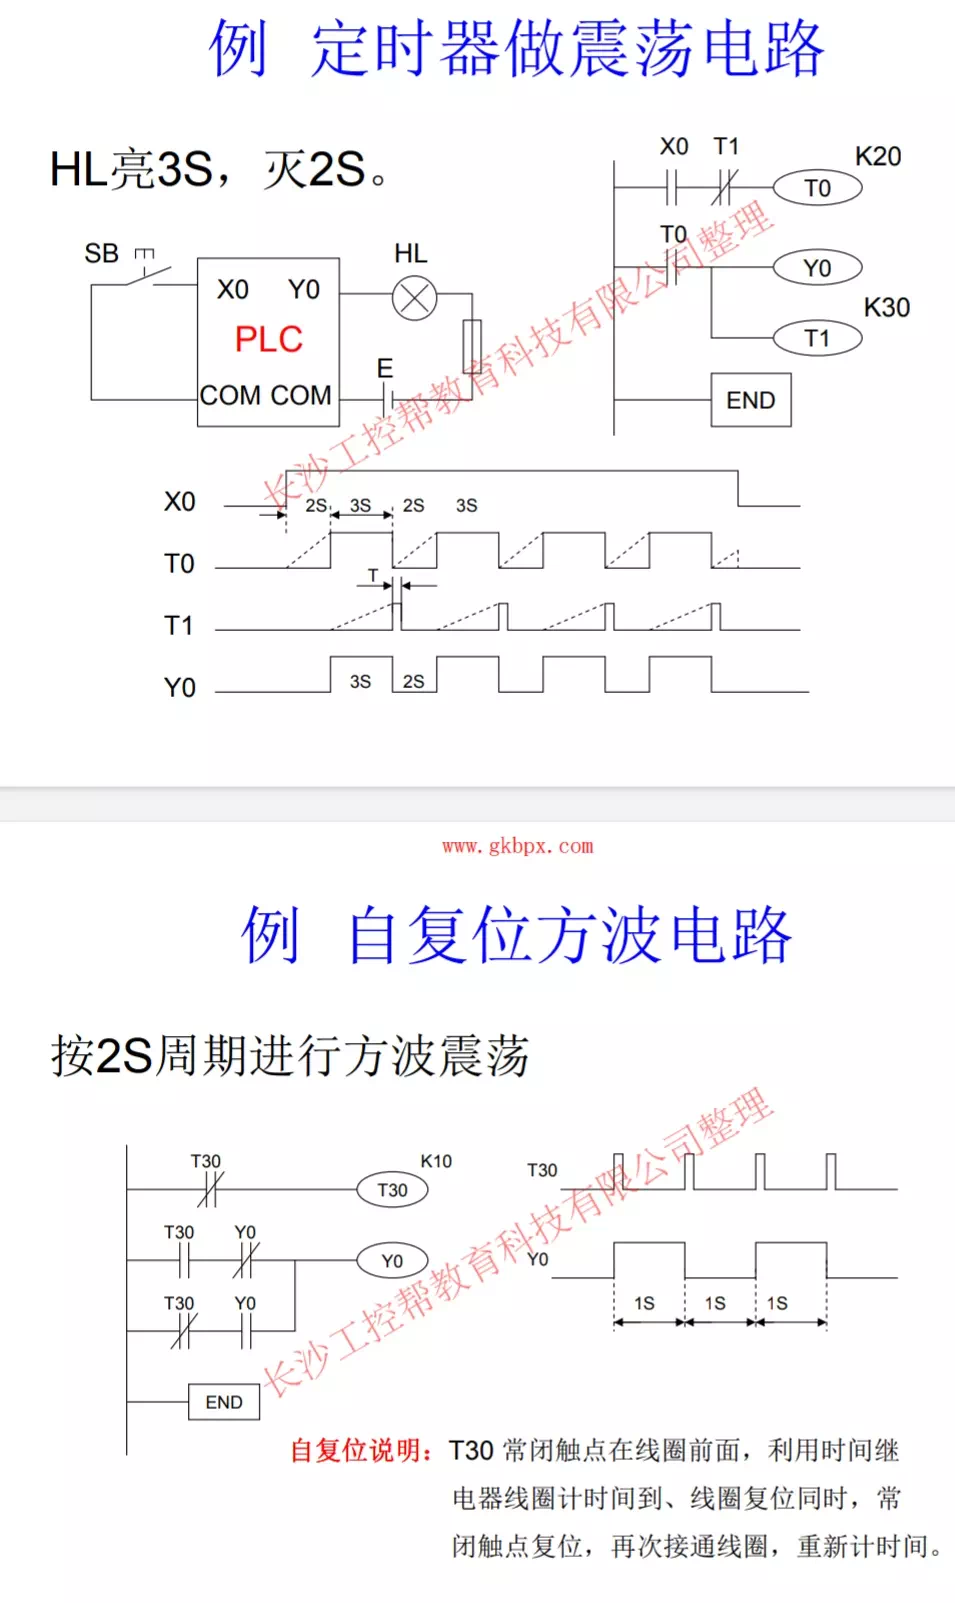 例 定时器做震荡电路
HL亮3S，灭2S。
X0 T1 K20
T0
T0
Y0
K30
T1
END
SB
HL
X0 Y0
PLC
E
COM COM
长沙工控帮教育科技有限公司整理
X0
2S 3S 2S 3S
T0
T
T1
Y0
3S 2S
www.gkbpx.com
例 自复位方波电路
按2S周期进行方波震荡
T30 K10
T30
T30 Y0
Y0
T30 Y0
END
T30
Y0
1S 1S 1S
长沙工控帮教育科技有限公司整理
自复位说明：T30 常闭触点在线圈前面，利用时间继
电器线圈计时间到、线圈复位同时，常
闭触点复位，再次接通线圈，重新计时间。